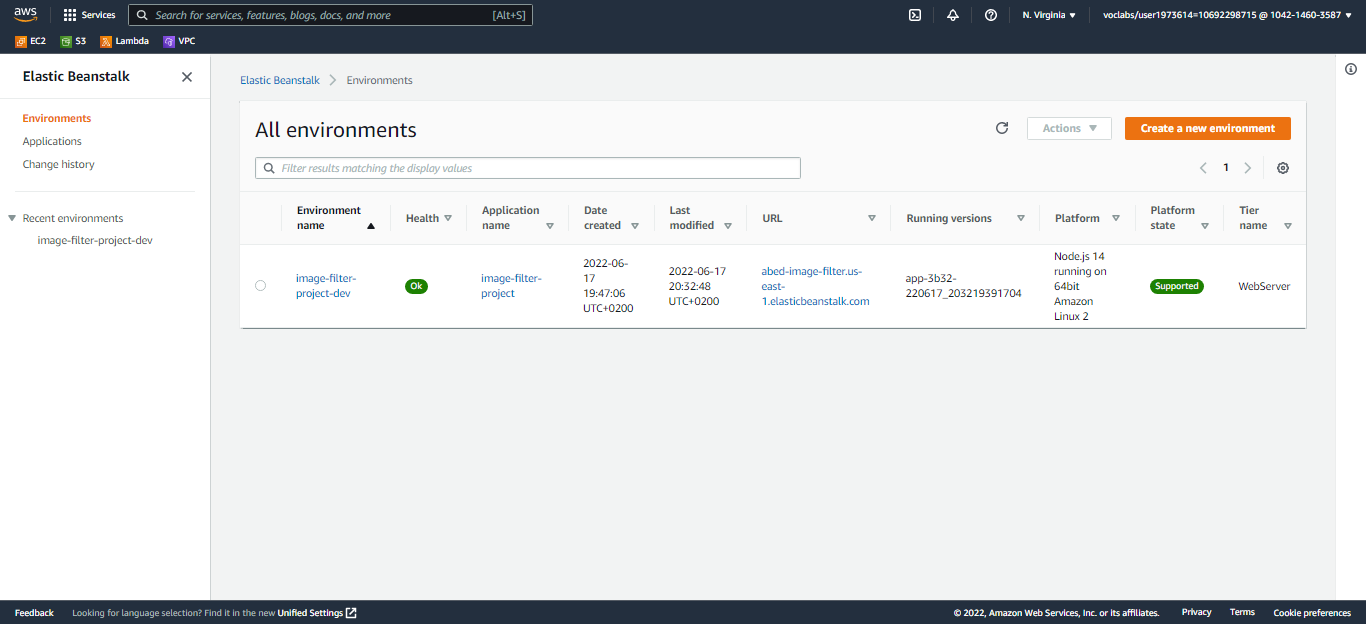 aws
Services
Search for services, features, blogs, docs, and more
[Alt+S]
N. Virginia
voclabs/user1973614=10692298715 @ 1042-1460-3587
EC2
S3
Lambda
VPC
Elastic Beanstalk
Environments
Applications
Change history
Recent environments
image-filter-project-dev
Elastic Beanstalk
Environments
All environments
Actions
Create a new environment
Filter results matching the display values
1
Environment
name
Health
Application
name
Date
created
Last
modified
URL
Running versions
Platform
Platform
state
Tier
name
image-filter-
project-dev
Ok
image-filter-
project
2022-06-
17
19:47:06
UTC+0200
2022-06-17
20:32:48
UTC+0200
abed-image-filter.us-
east-
1.elasticbeanstalk.com
app-3b32-
220617_203219391704
Node.js 14
running on
64bit
Amazon
Linux 2
Supported
WebServer
Feedback
Looking for language selection? Find it in the new Unified Settings
© 2022, Amazon Web Services, Inc. or its affiliates.
Privacy
Terms
Cookie preferences